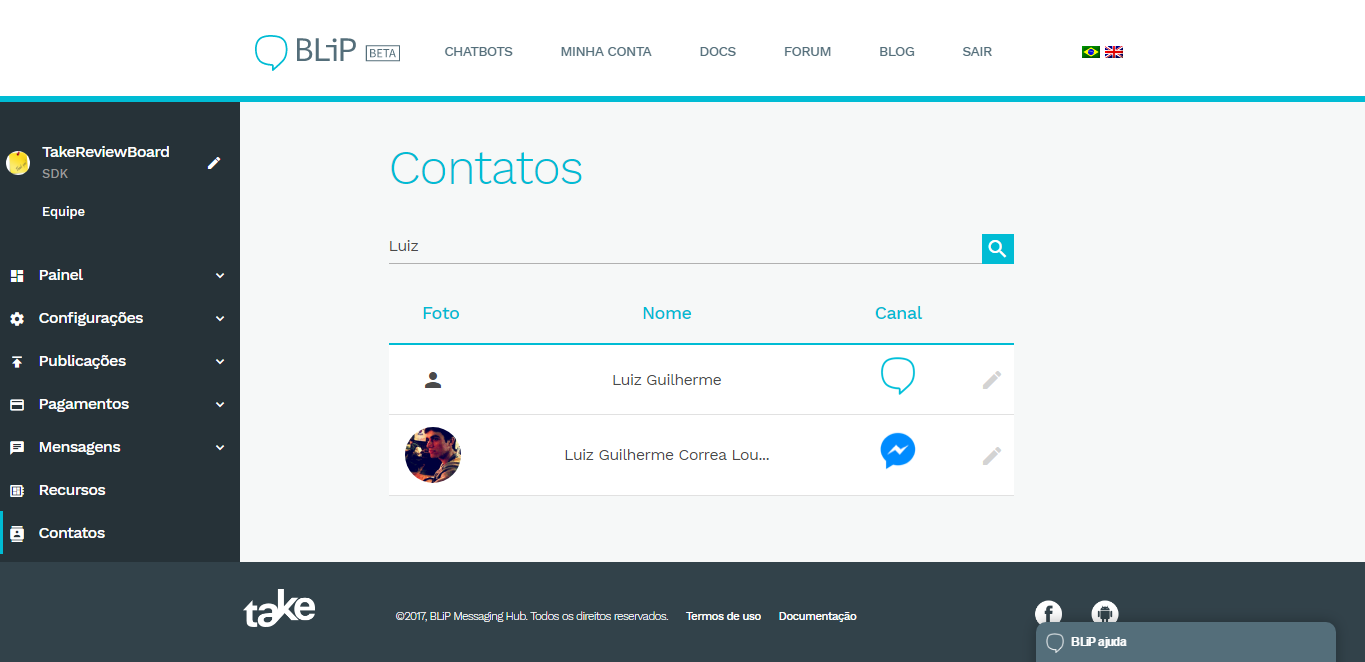 BLiP BETA CHATBOTS MINHA CONTA DOCS FORUM BLOG SAIR
TakeReviewBoard
SDK
Equipe
Painel
Configurações
Publicações
Pagamentos
Mensagens
Recursos
Contatos
Contatos
Luiz
Foto Nome Canal
Luiz Guilherme
Luiz Guilherme Correa Lou...
take ©2017, BLiP Messaging Hub. Todos os direitos reservados. Termos de uso Documentação
BLiP ajuda